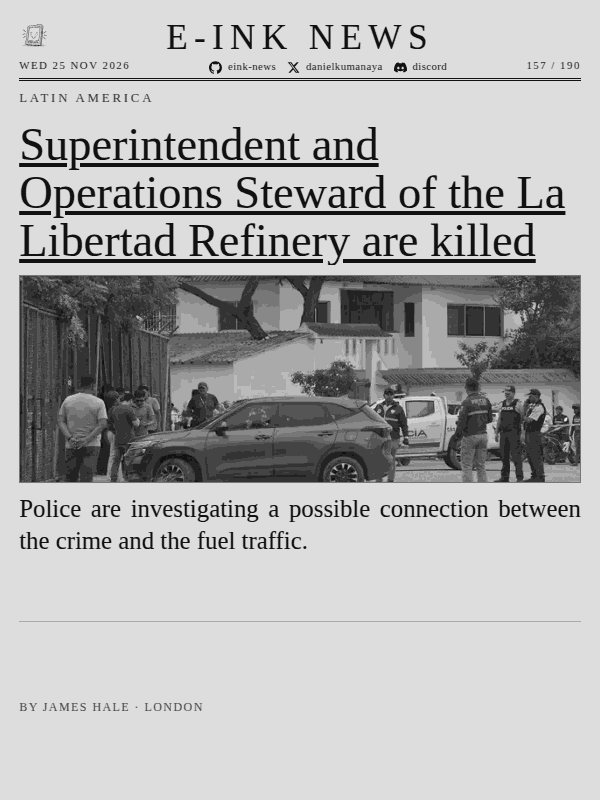 E-INK NEWS
WED 25 NOV 2026
eink-news
danielkumanaya
discord
157 / 190
LATIN AMERICA
Superintendent and
Operations Steward of the La
Libertad Refinery are killed
Police are investigating a possible connection between
the crime and the fuel traffic.
BY JAMES HALE · LONDON